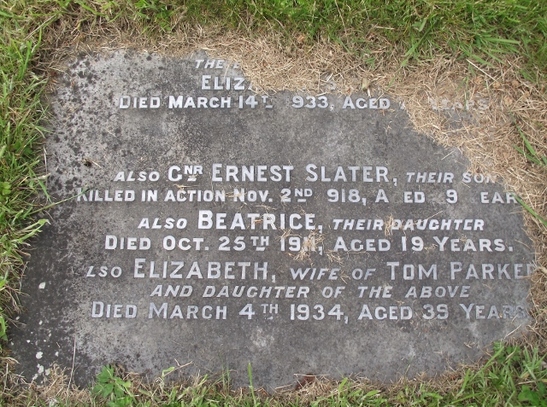 THE
ELIZ
DIED MARCH 14TH 933, AGED YEARS
ALSO GNR ERNEST SLATER, THEIR SON
KILLED IN ACTION NOV. 2ND 918, A ED 9 EAR
ALSO BEATRICE, THEIR DAUGHTER
DIED OCT. 25TH 191, AGED 19 YEARS.
LSO ELIZABETH, WIFE OF TOM PARKER
AND DAUGHTER OF THE ABOVE
DIED MARCH 4TH 1934, AGED 39 YEARS